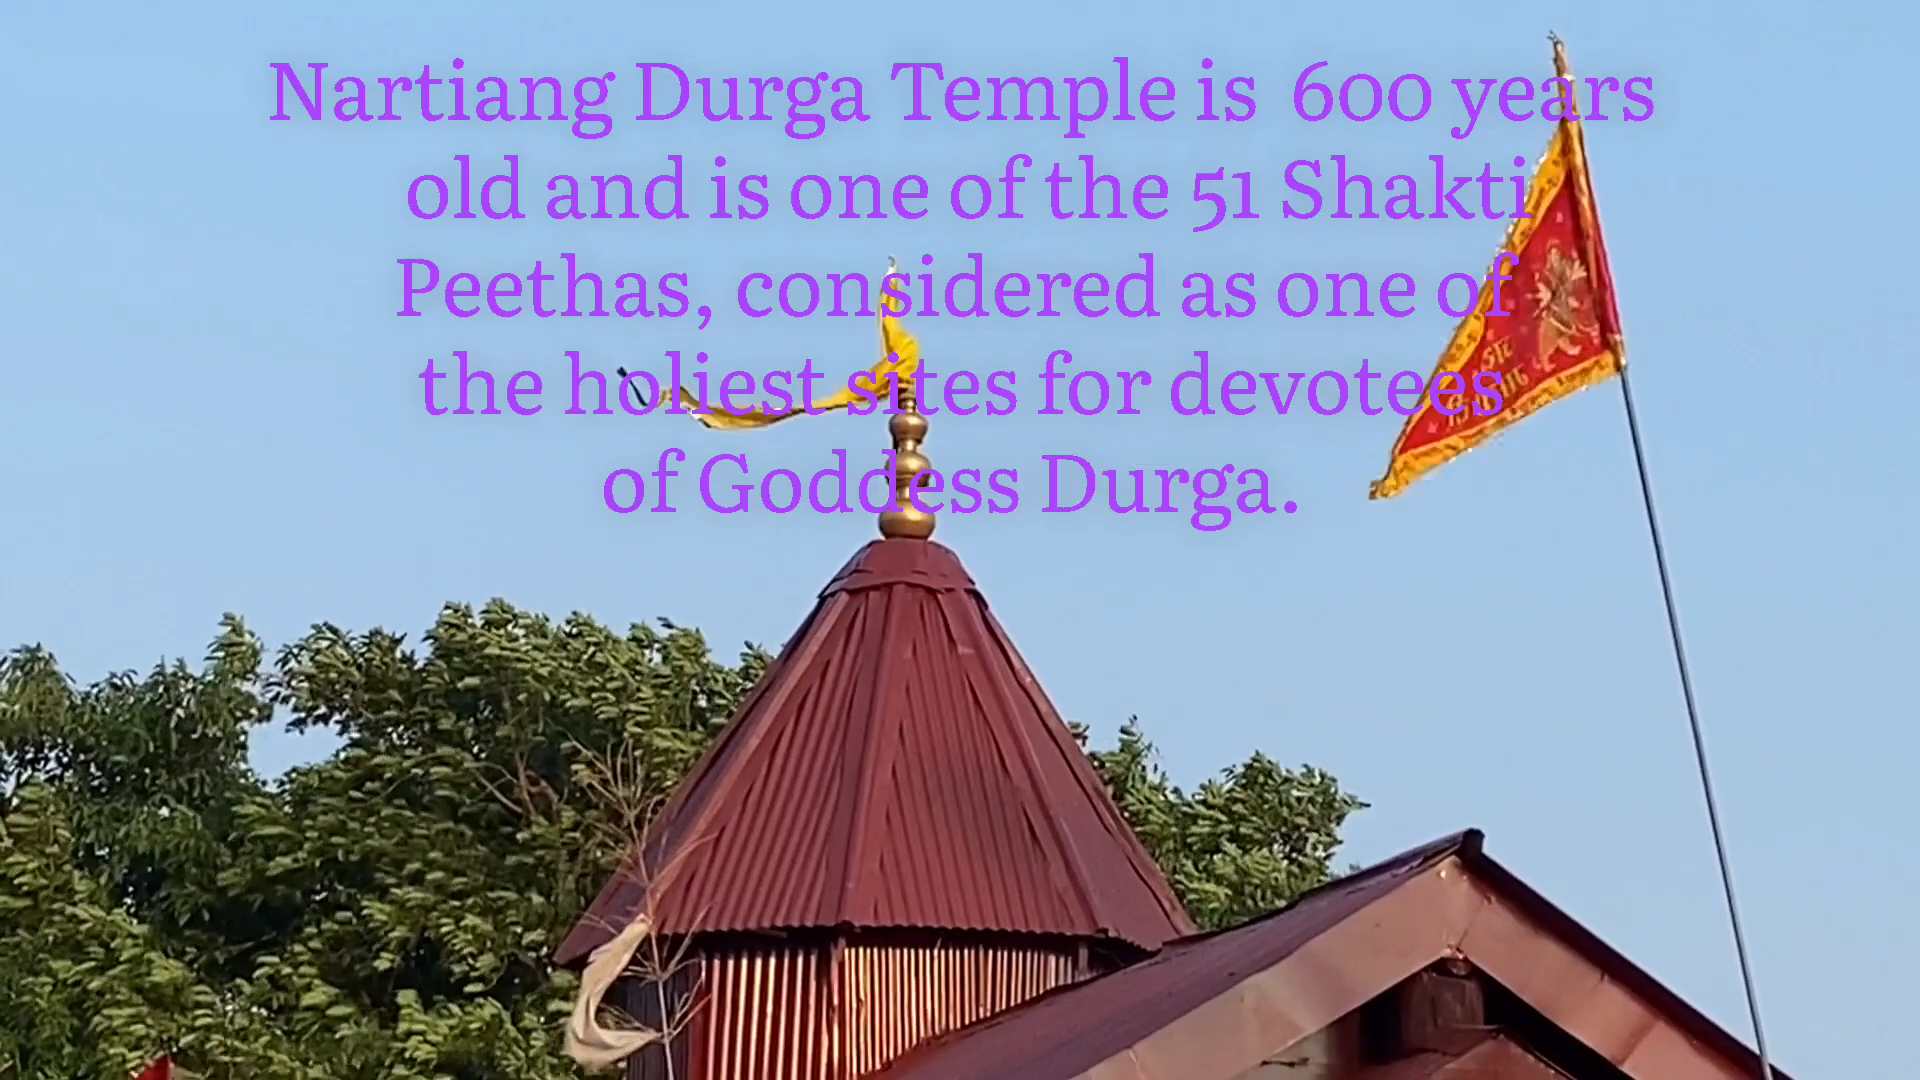 Nartiang Durga Temple is  600 years
old and is one of the 51 Shakti
Peethas, considered as one of
the holiest sites for devotees
of Goddess Durga.